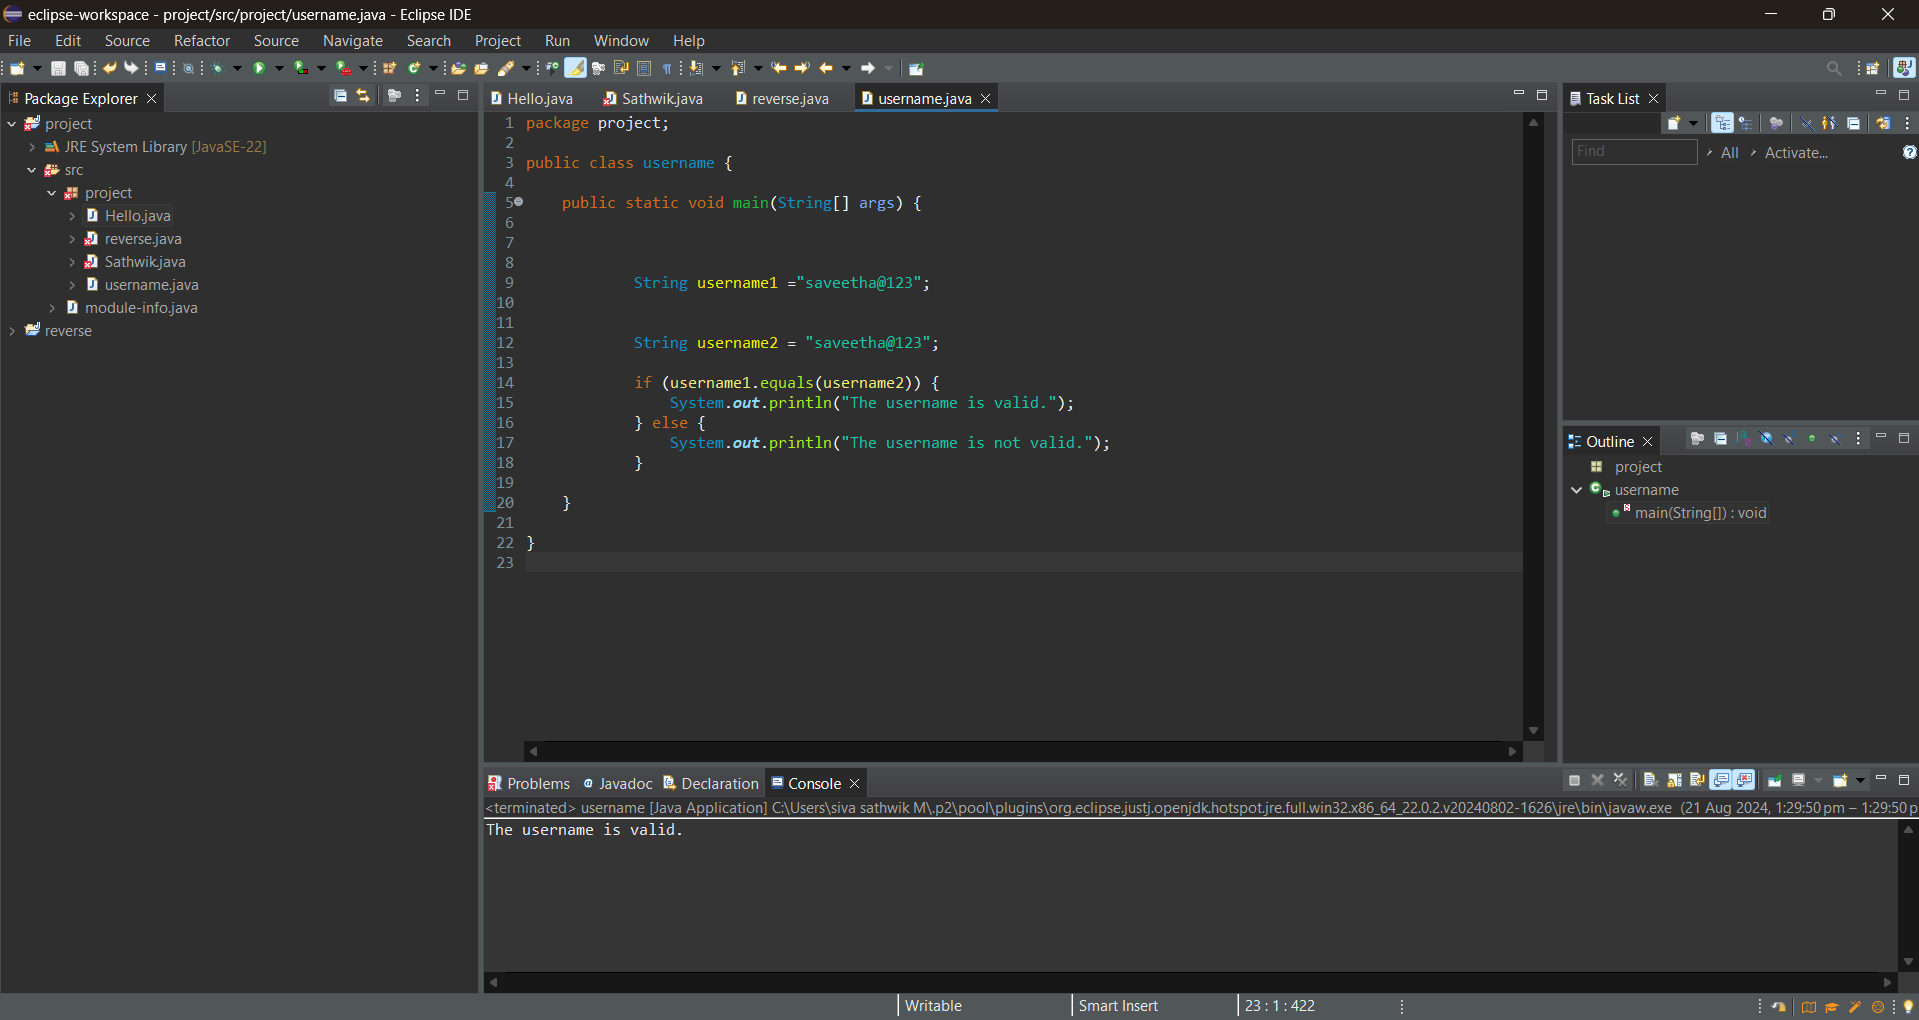 eclipse-workspace - project/src/project/username.java - Eclipse IDE
File Edit Source Refactor Source Navigate Search Project Run Window Help
Package Explorer
project
JRE System Library [JavaSE-22]
src
project
Hello.java
reverse.java
Sathwik.java
username.java
module-info.java
reverse
Hello.java Sathwik.java reverse.java username.java
1 package project;
2
3 public class username {
4
5 public static void main(String[] args) {
6
7
8
9 String username1 ="saveetha@123";
10
11
12 String username2 = "saveetha@123";
13
14 if (username1.equals(username2)) {
15 System.out.println("The username is valid.");
16 } else {
17 System.out.println("The username is not valid.");
18 }
19
20 }
21
22 }
23
Task List
Find All Activate...
Outline
project
username
main(String[]) : void
Problems @ Javadoc Declaration Console
<terminated> username [Java Application] C:\Users\siva sathwik M\.p2\pool\plugins\org.eclipse.justj.openjdk.hotspot.jre.full.win32.x86_64_22.0.2.v20240802-1626\jre\bin\javaw.exe (21 Aug 2024, 1:29:50 pm – 1:29:50 p
The username is valid.
Writable Smart Insert 23 : 1 : 422